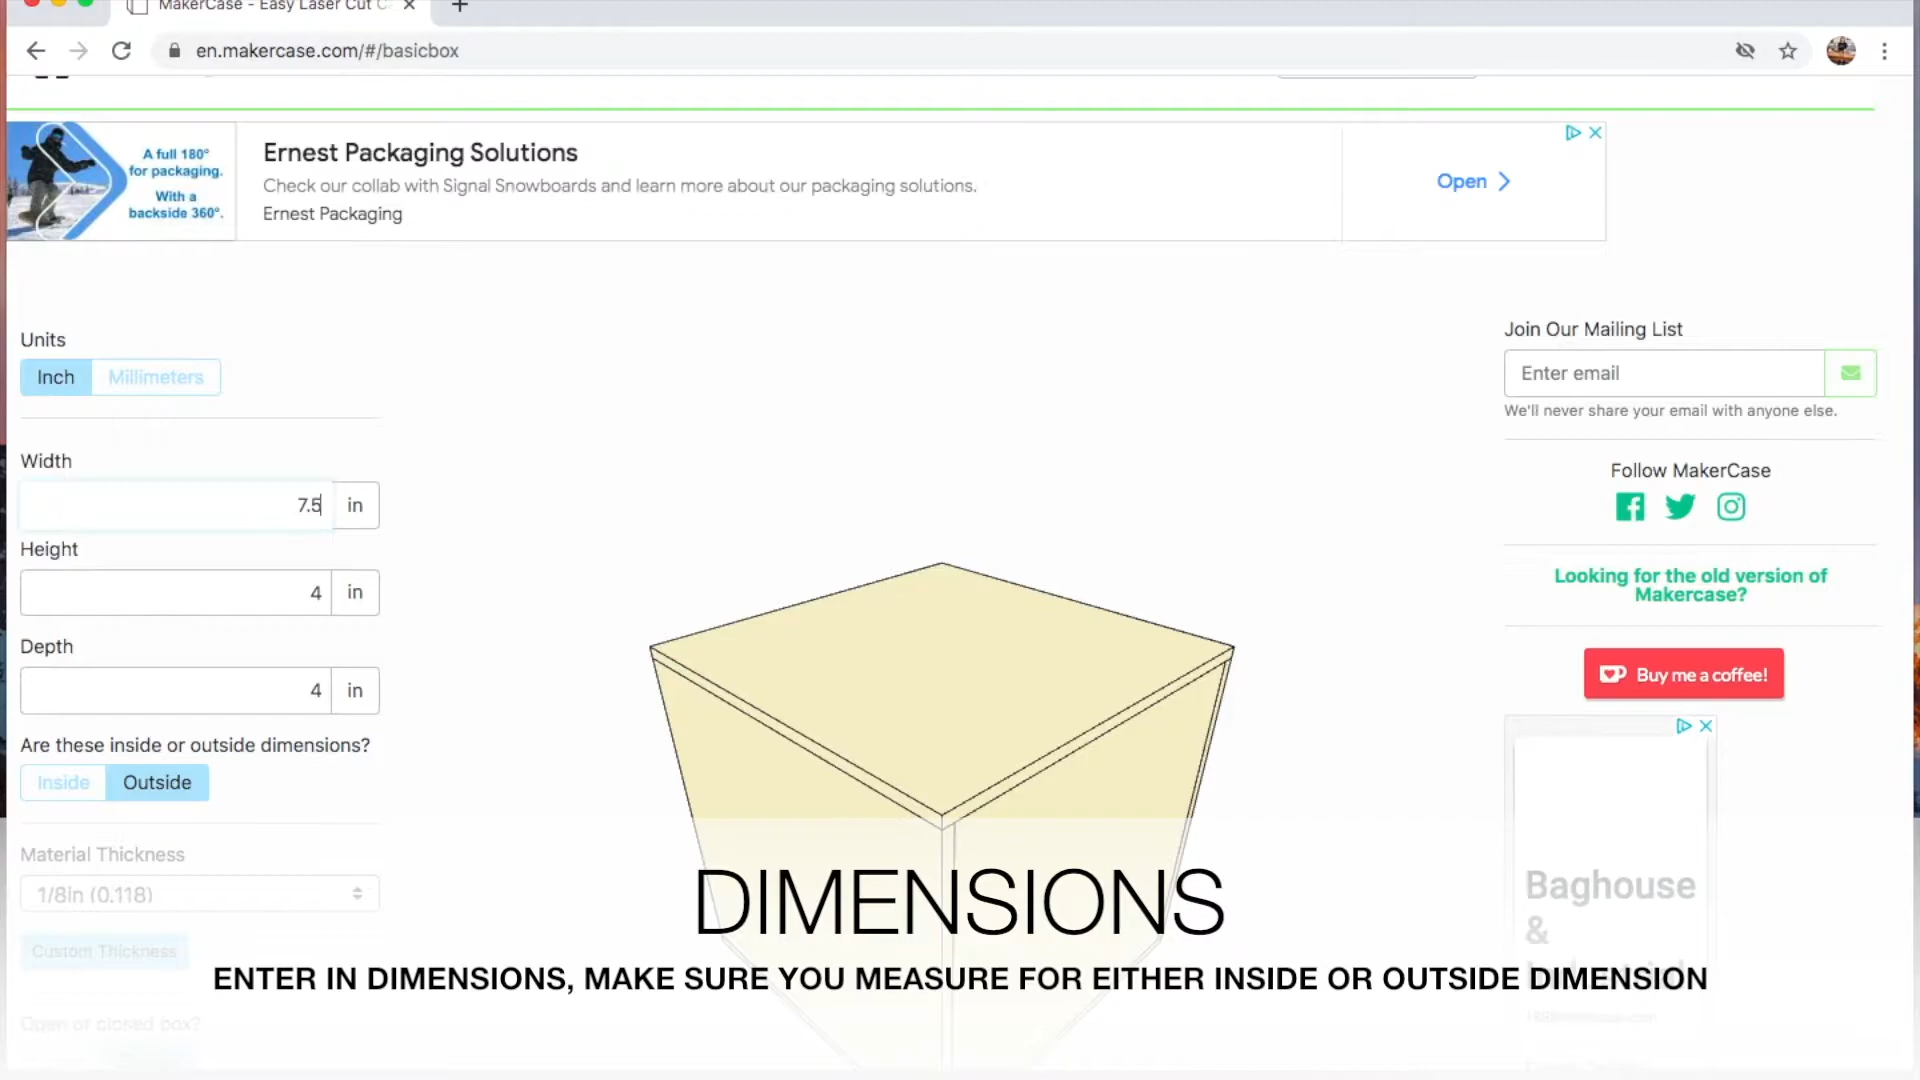 MakerCase - Easy Laser Cut C
en.makercase.com/#/basicbox
A full 180°
for packaging.
With a
backside 360°.
Ernest Packaging Solutions
Check our collab with Signal Snowboards and learn more about our packaging solutions.
Ernest Packaging
Open
Units
Inch Millimeters
Width
7.5 in
Height
4 in
Depth
4 in
Are these inside or outside dimensions?
Inside Outside
Material Thickness
1/8in (0.118)
Custom Thickness
Open or closed box?
Join Our Mailing List
Enter email
We'll never share your email with anyone else.
Follow MakerCase
Looking for the old version of
Makercase?
Buy me a coffee!
Baghouse
&
DIMENSIONS
ENTER IN DIMENSIONS, MAKE SURE YOU MEASURE FOR EITHER INSIDE OR OUTSIDE DIMENSION